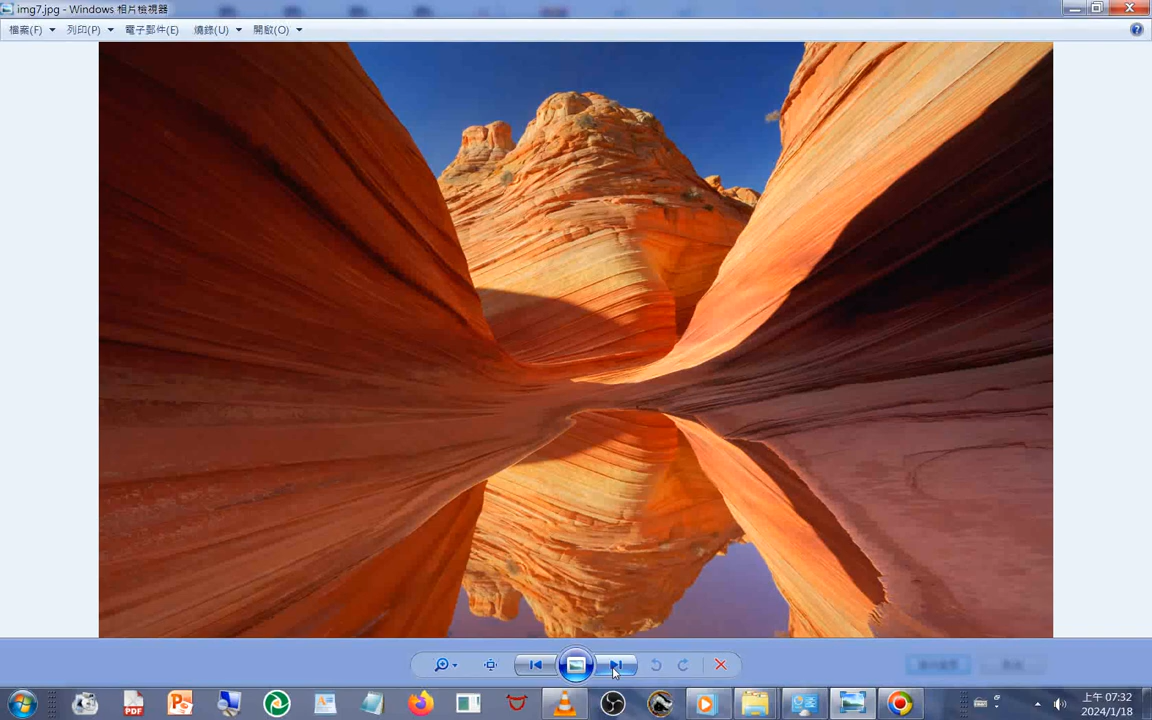 img7.jpg - Windows 相片檢視器
檔案(F) 列印(P) 電子郵件(E) 燒錄(U) 開啟(O)
PDF
上午 07:32
2024/1/18